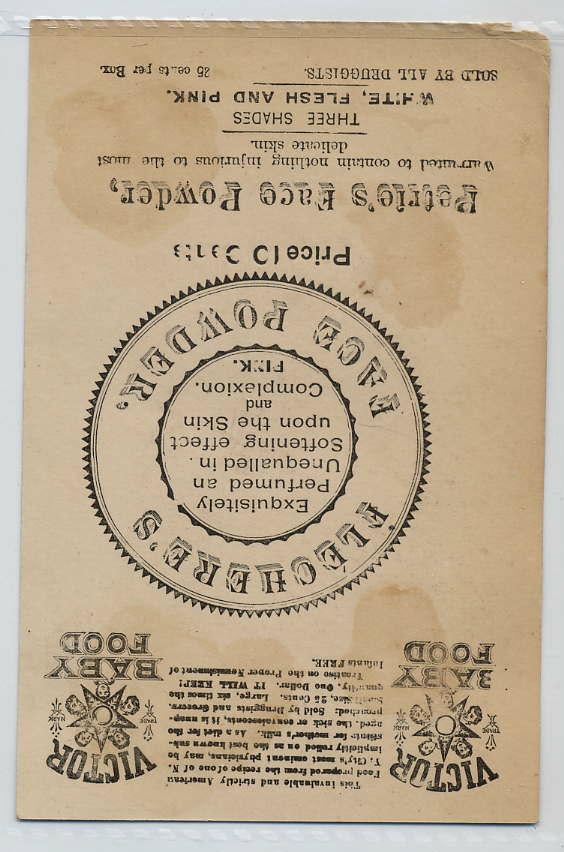 VICTOR
TRADE MARK
BABY
FOOD
This invaluable and strictly American
Food prepared from the recipe of one of N.
Y. City's most eminent physicians, may be
implicitly relied on as the best known sub-
stitute for mother's milk. As a diet for the
aged, the sick or convalescents, it is unap-
proached. Sold by Druggists and Grocers.
Size, 25 Cents. Large, six times the
quantity, One Dollar. IT WILL KEEP!
Treatise on the Proper Nourishment of
Infants FREE.
VICTOR
TRADE MARK
BABY
FOOD
FLECHERE'S
FACE POWDER.
Exquisitely
Perfumed an
Unequalled in
Softening effect
upon the Skin
and
Complexion.
PINK.
Price 10 Cents
Petrie's Face Powder,
Warranted to contain nothing injurious to the most
delicate skin.
THREE SHADES
WHITE, FLESH AND PINK.
SOLD BY ALL DRUGGISTS. 25 cents per Box.